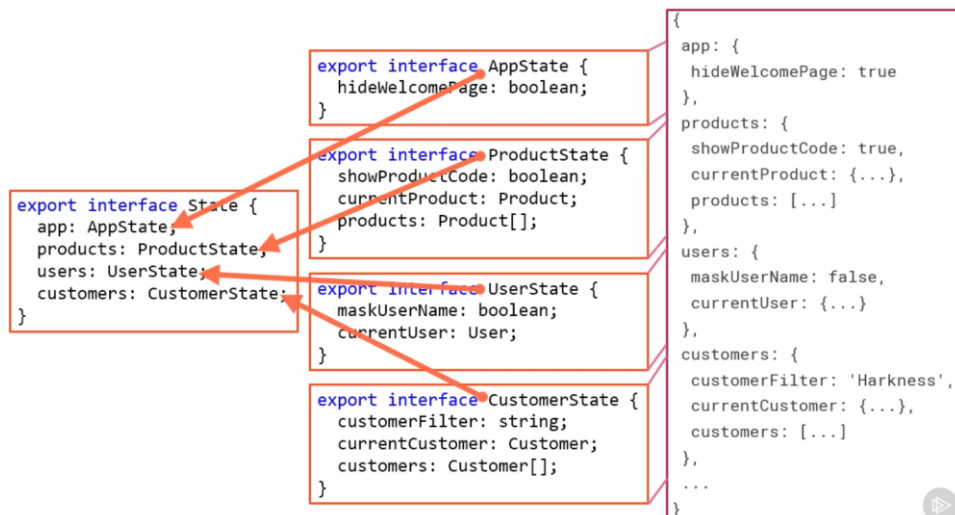 export interface State {
  app: AppState;
  products: ProductState;
  users: UserState;
  customers: CustomerState;
}
export interface AppState {
  hideWelcomePage: boolean;
}
export interface ProductState {
  showProductCode: boolean;
  currentProduct: Product;
  products: Product[];
}
export interface UserState {
  maskUserName: boolean;
  currentUser: User;
}
export interface CustomerState {
  customerFilter: string;
  currentCustomer: Customer;
  customers: Customer[];
}
{
 app: {
  hideWelcomePage: true
 },
 products: {
  showProductCode: true,
  currentProduct: {...},
  products: [...]
 },
 users: {
  maskUserName: false,
  currentUser: {...}
 },
 customers: {
  customerFilter: 'Harkness',
  currentCustomer: {...},
  customers: [...]
 },
 ...
}